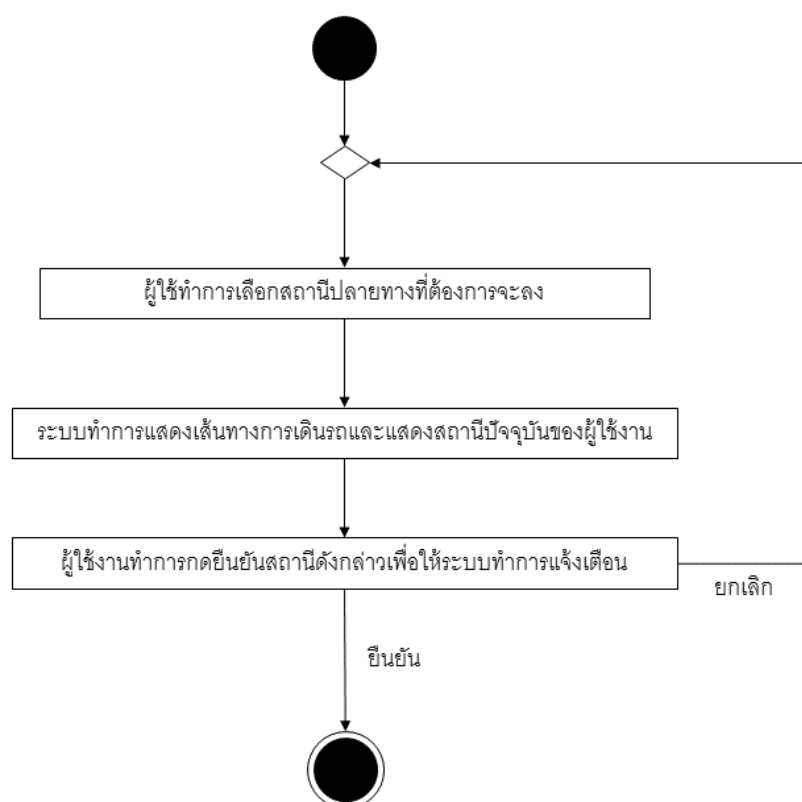 ผู้ใช้ทำการเลือกสถานีปลายทางที่ต้องการจะลง
ระบบทำการแสดงเส้นทางการเดินรถและแสดงสถานีปัจจุบันของผู้ใช้งาน
ผู้ใช้งานทำการกดยืนยันสถานีดังกล่าวเพื่อให้ระบบทำการแจ้งเตือน
ยกเลิก
ยืนยัน